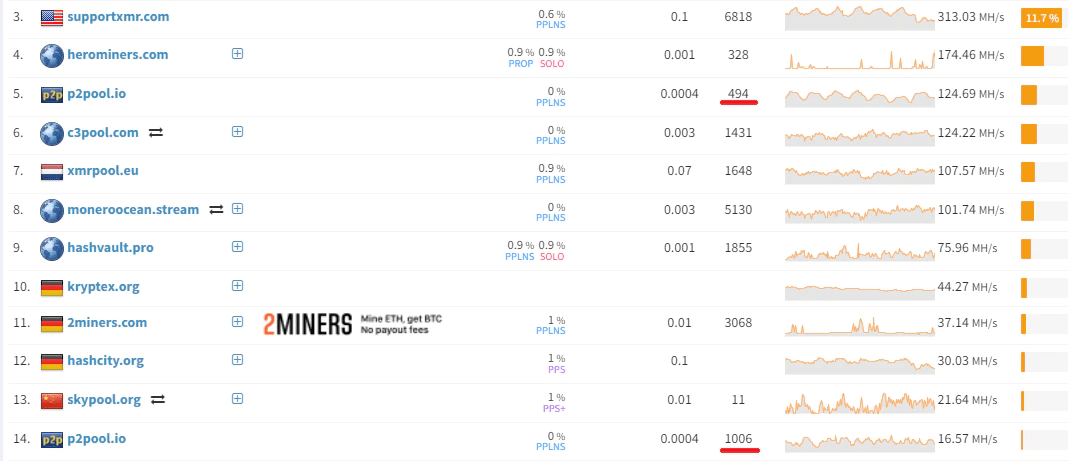 3. supportxmr.com 0.6 % 0.1 6818 313.03 MH/s 11.7 %
PPLNS
4. herominers.com 0.9 % 0.9 % 0.001 328 174.46 MH/s
PROP SOLO
5. p2p p2pool.io 0 % 0.0004 494 124.69 MH/s
PPLNS
6. c3pool.com 0 % 0.003 1431 124.22 MH/s
PPLNS
7. xmrpool.eu 0.9 % 0.07 1648 107.57 MH/s
PPLNS
8. moneroocean.stream 0 % 0.003 5130 101.74 MH/s
PPLNS
9. hashvault.pro 0.9 % 0.9 % 0.001 1855 75.96 MH/s
PPLNS SOLO
10. kryptex.org 44.27 MH/s
11. 2miners.com 2MINERS Mine ETH, get BTC 1 % 0.01 3068 37.14 MH/s
No payout fees PPLNS
12. hashcity.org 1 % 0.1 30.03 MH/s
PPS
13. skypool.org 1 % 0.01 11 21.64 MH/s
PPS+
14. p2p p2pool.io 0 % 0.0004 1006 16.57 MH/s
PPLNS